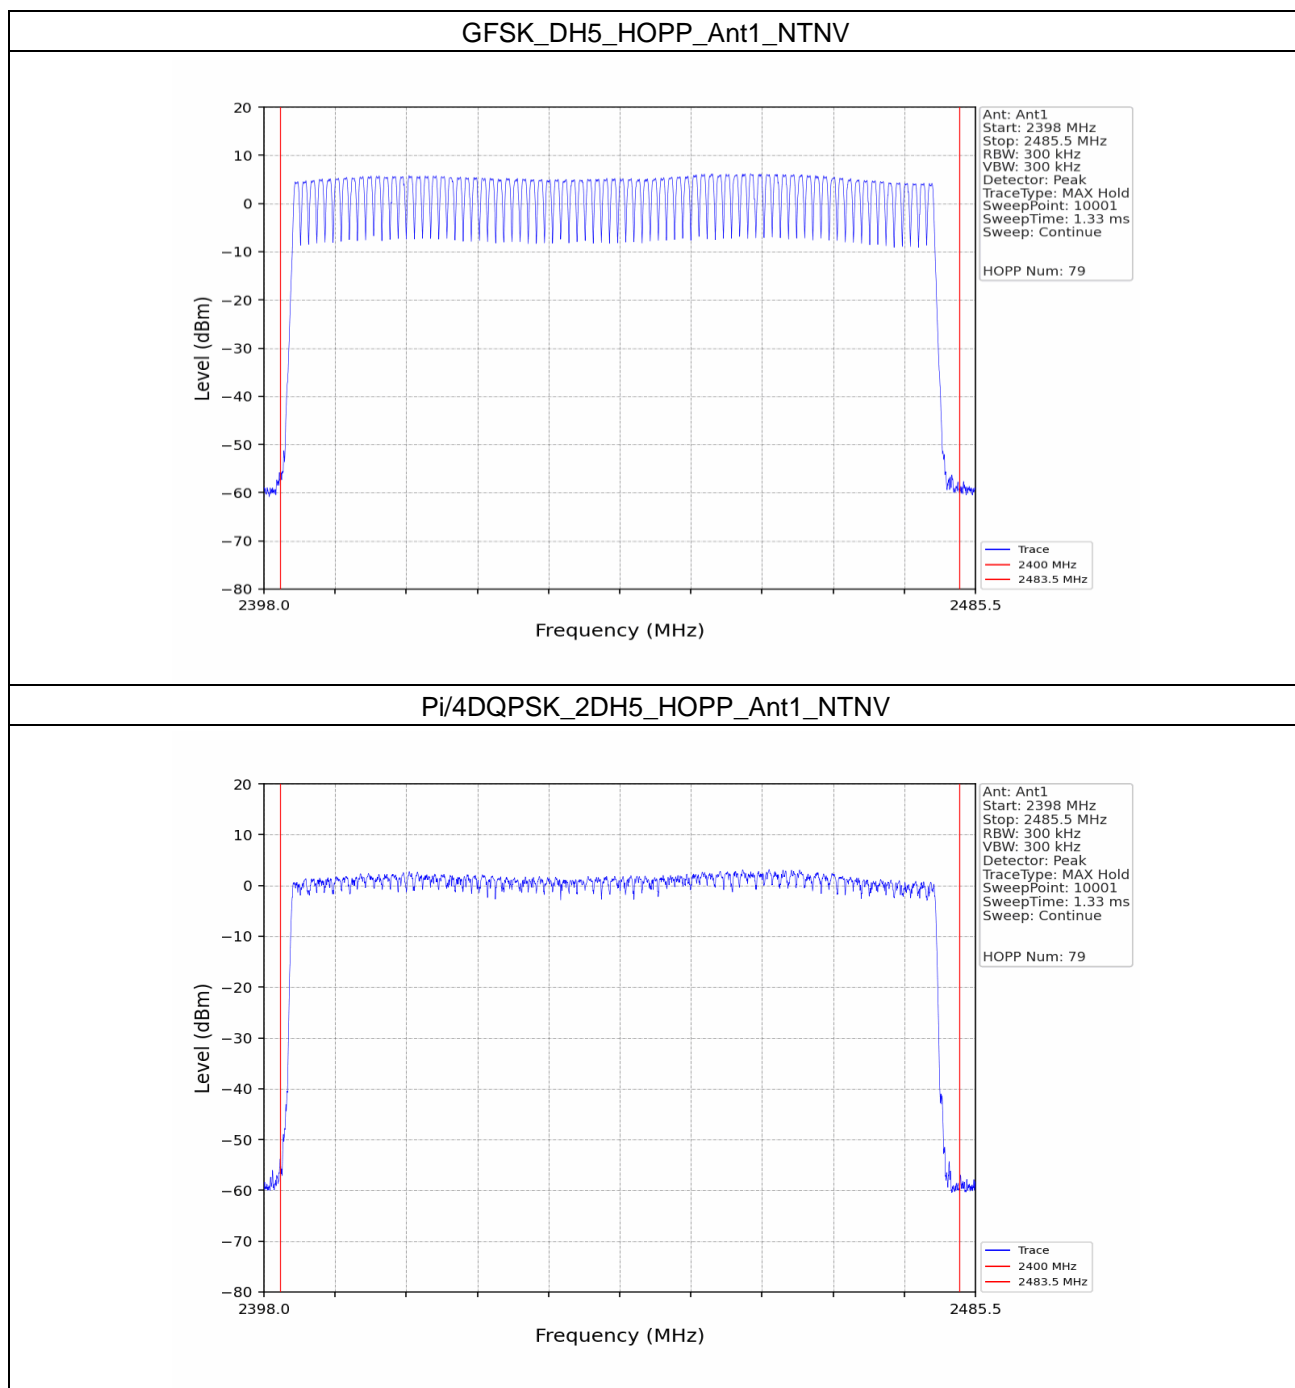 GFSK_DH5_HOPP_Ant1_NTNV
20
10
0
−10
−20
−30
−40
−50
−60
−70
−80
Level (dBm)
2398.0
2485.5
Frequency (MHz)
Ant: Ant1
Start: 2398 MHz
Stop: 2485.5 MHz
RBW: 300 kHz
VBW: 300 kHz
Detector: Peak
TraceType: MAX Hold
SweepPoint: 10001
SweepTime: 1.33 ms
Sweep: Continue
HOPP Num: 79
Trace
2400 MHz
2483.5 MHz
Pi/4DQPSK_2DH5_HOPP_Ant1_NTNV
20
10
0
−10
−20
−30
−40
−50
−60
−70
−80
Level (dBm)
2398.0
2485.5
Frequency (MHz)
Ant: Ant1
Start: 2398 MHz
Stop: 2485.5 MHz
RBW: 300 kHz
VBW: 300 kHz
Detector: Peak
TraceType: MAX Hold
SweepPoint: 10001
SweepTime: 1.33 ms
Sweep: Continue
HOPP Num: 79
Trace
2400 MHz
2483.5 MHz